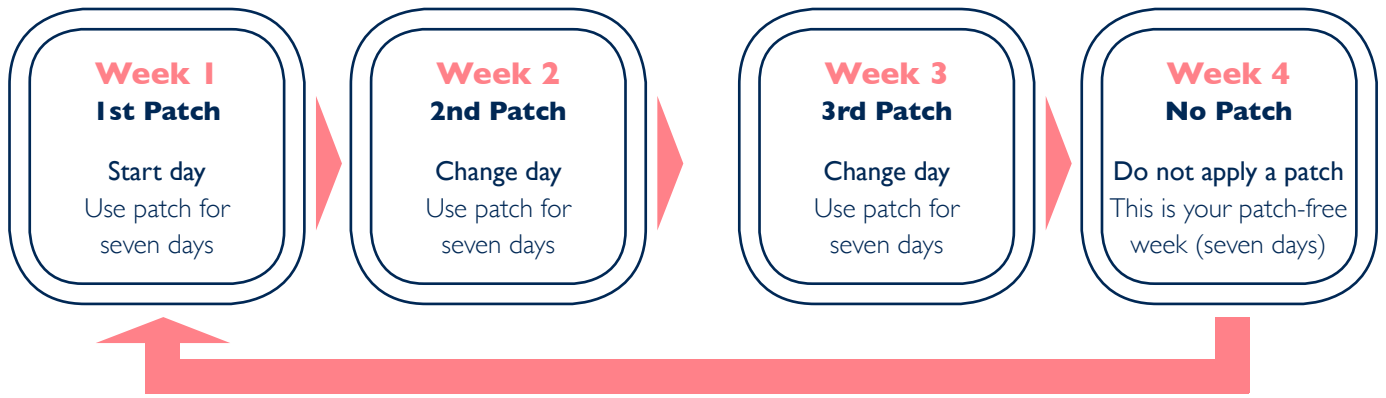 Week 1
1st Patch
Start day
Use patch for
seven days
Week 2
2nd Patch
Change day
Use patch for
seven days
Week 3
3rd Patch
Change day
Use patch for
seven days
Week 4
No Patch
Do not apply a patch
This is your patch-free
week (seven days)